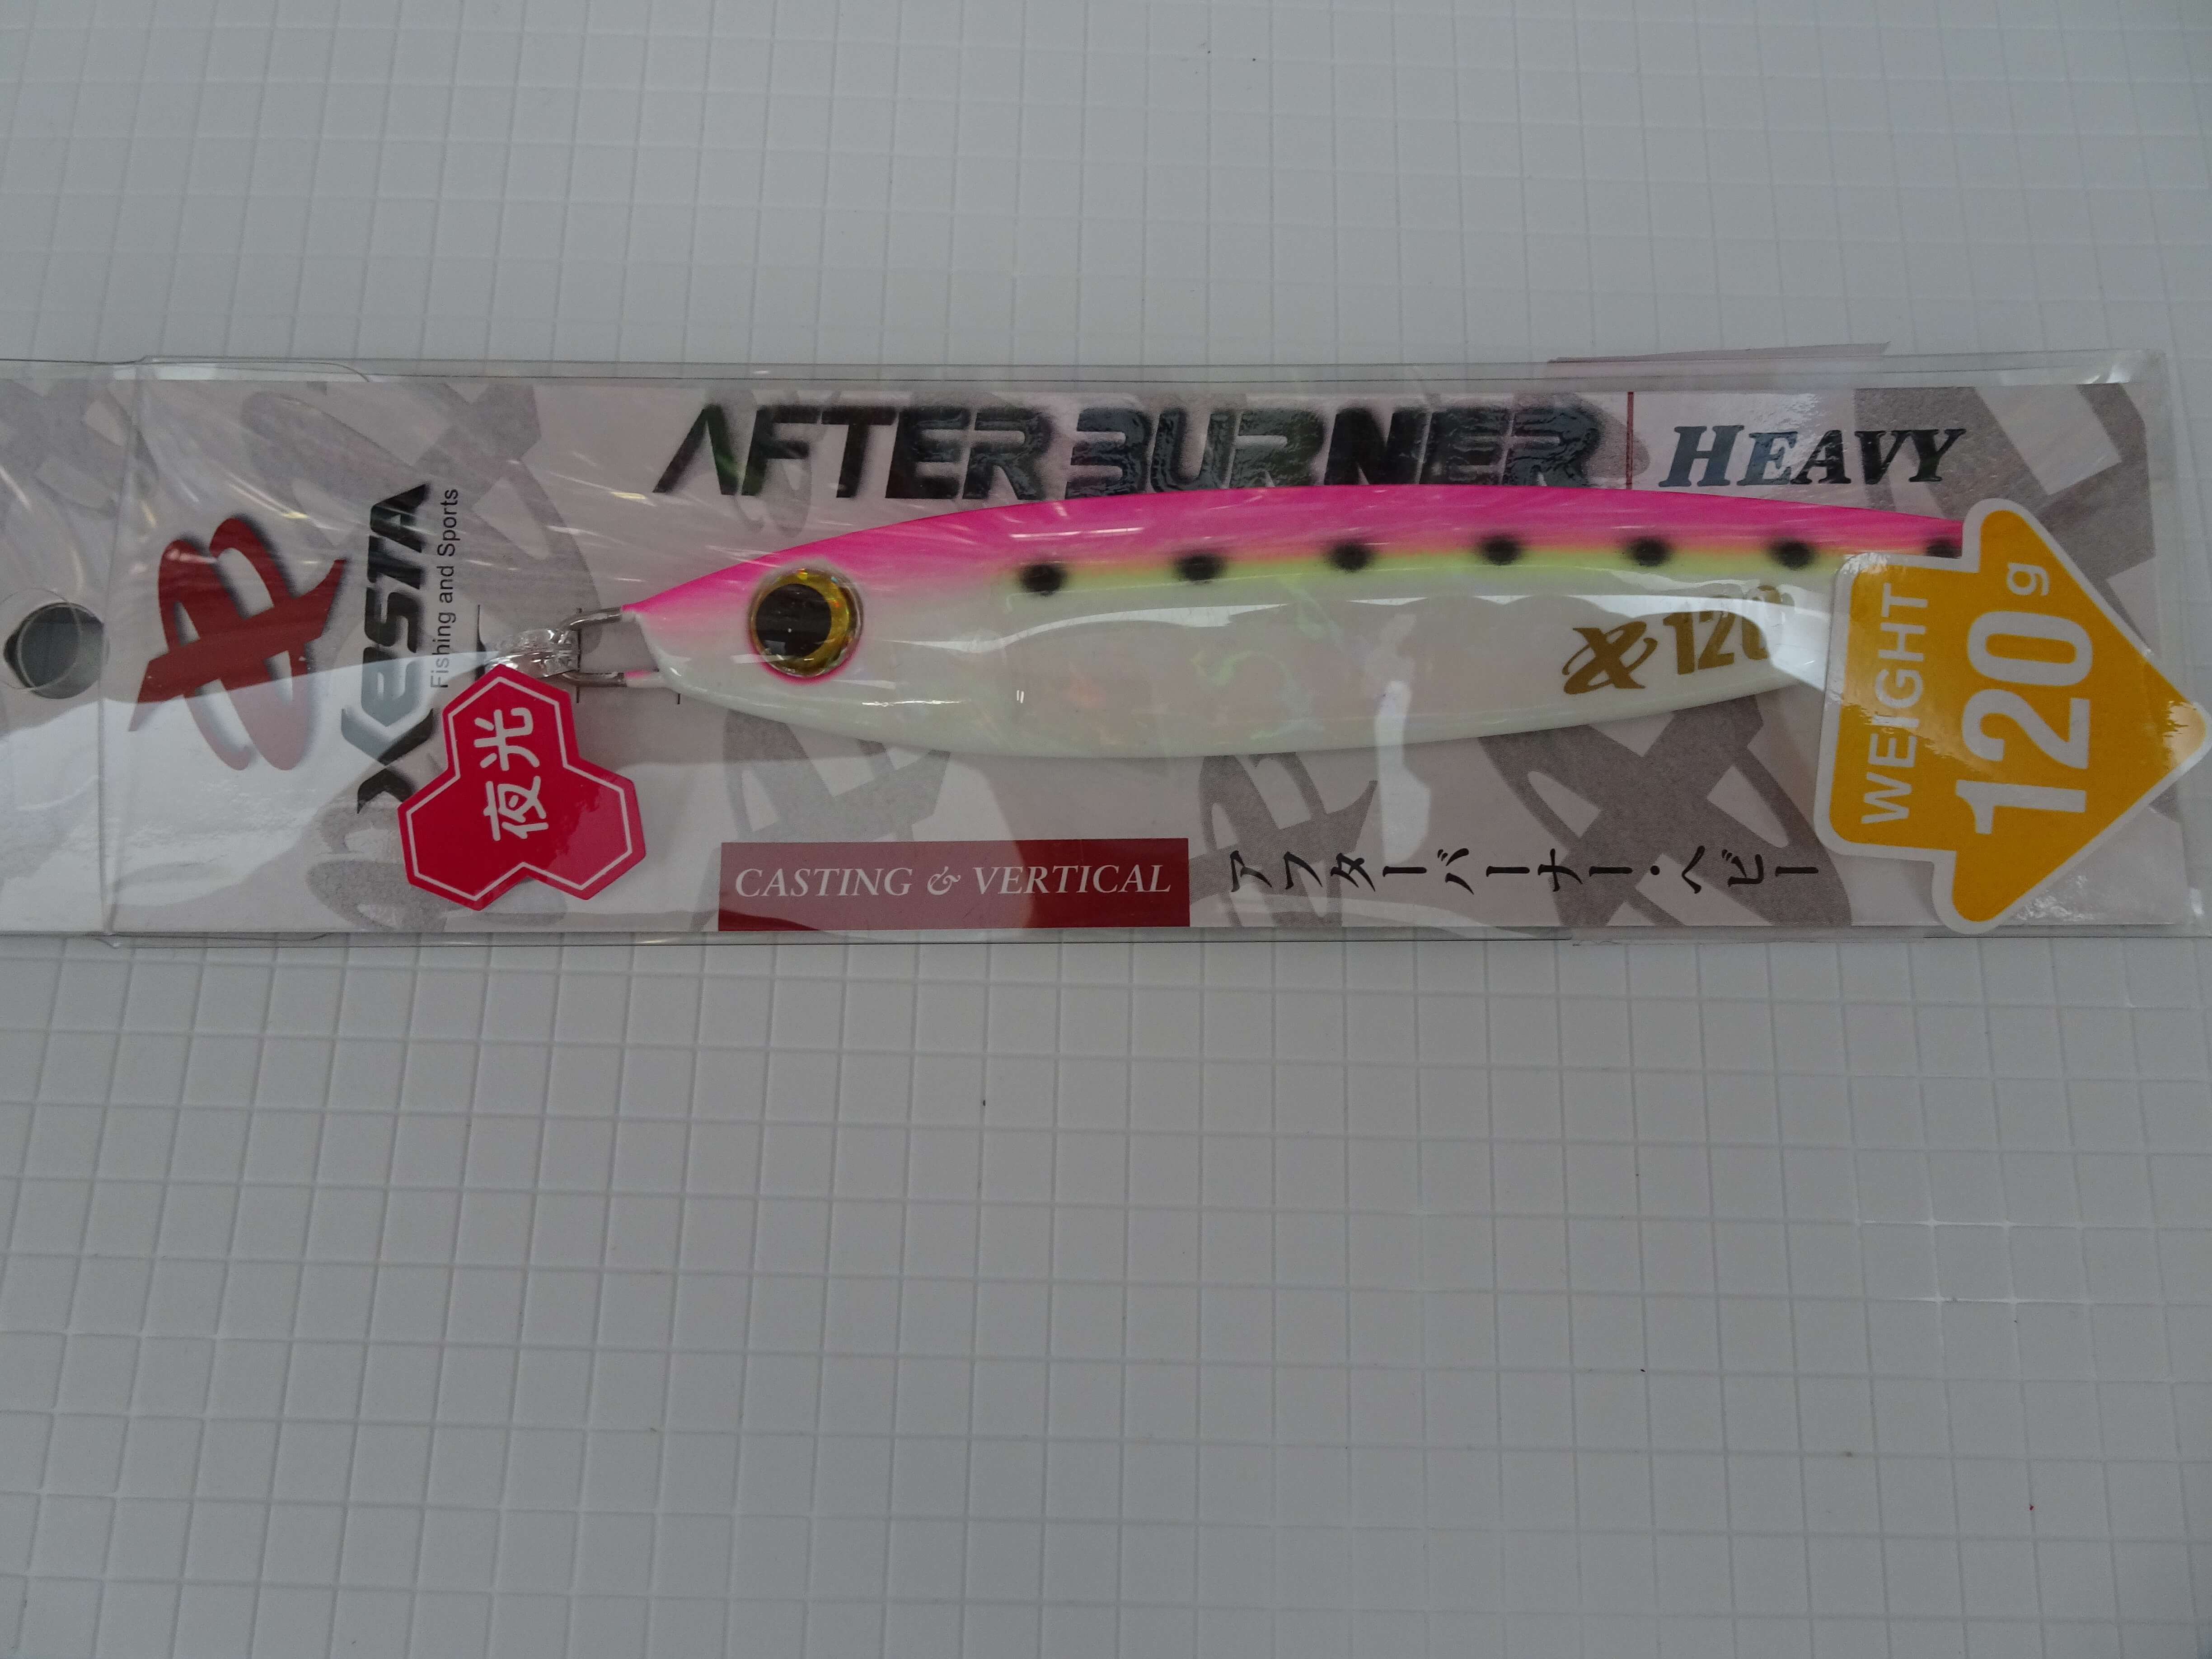 AFTER BURNER
HEAVY
XESTA
Fishing and Sports
夜光
120
WEIGHT
120g
CASTING & VERTICAL
アフターバーナー・ヘビー